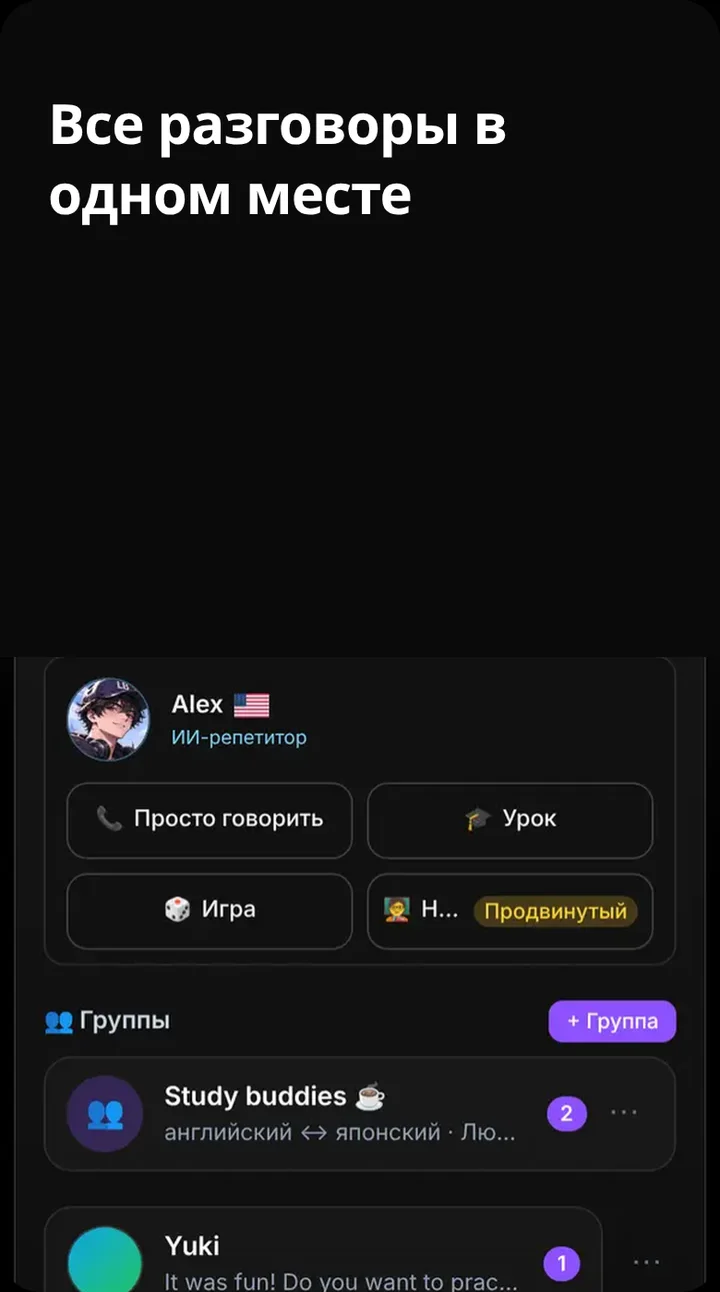 Все разговоры в
одном месте
Alex 🇺🇸
ИИ-репетитор
📞 Просто говорить
🎓 Урок
🎲 Игра
🧑‍🏫 Н... Продвинутый
👥 Группы
+ Группа
Study buddies ☕
2 ...
английский ↔ японский · Лю...
Yuki
1 ...
It was fun! Do you want to prac...